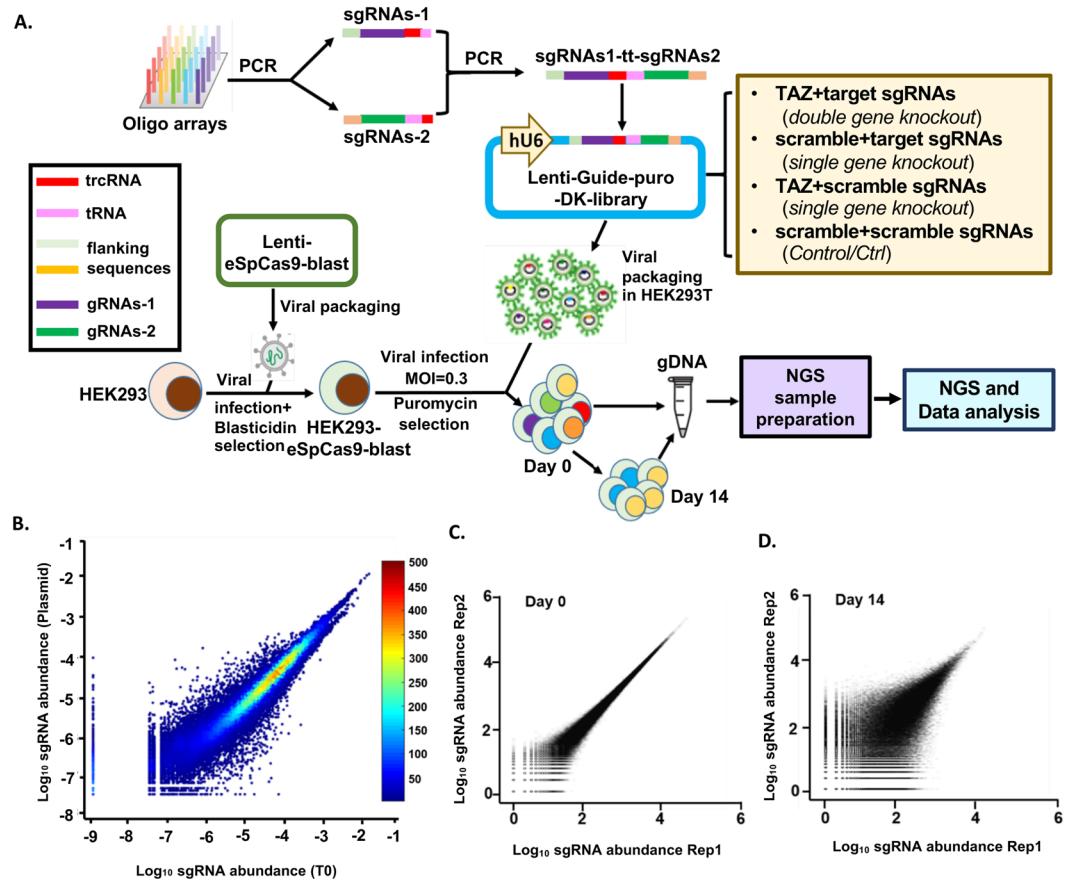 A.
sgRNAs-1
PCR
PCR
sgRNAs1-tt-sgRNAs2
Oligo arrays
sgRNAs-2
hU6
Lenti-Guide-puro
-DK-library
• TAZ+target sgRNAs
(double gene knockout)
• scramble+target sgRNAs
(single gene knockout)
• TAZ+scramble sgRNAs
(single gene knockout)
• scramble+scramble sgRNAs
(Control/Ctrl)
trcRNA
tRNA
flanking
sequences
gRNAs-1
gRNAs-2
Lenti-
eSpCas9-blast
Viral packaging
Viral
packaging
in HEK293T
HEK293
Viral
infection+
Blasticidin
selection
HEK293-
eSpCas9-blast
Viral infection
MOI=0.3
Puromycin
selection
Day 0
Day 14
gDNA
NGS
sample
preparation
NGS and
Data analysis
B.
-1
-2
-3
-4
-5
-6
-7
-8
Log₁₀ sgRNA abundance (Plasmid)
-9
-8
-7
-6
-5
-4
-3
-2
-1
Log₁₀ sgRNA abundance (T0)
500
450
400
350
300
250
200
150
100
50
C.
Day 0
6
4
2
0
Log₁₀ sgRNA abundance Rep2
0
2
4
6
Log₁₀ sgRNA abundance Rep1
D.
Day 14
6
4
2
0
Log₁₀ sgRNA abundance Rep2
0
2
4
6
Log₁₀ sgRNA abundance Rep1